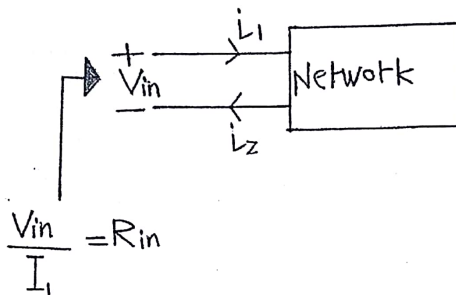 i1
+
Vin
Network
−
i2
Vin
— = Rin
I1